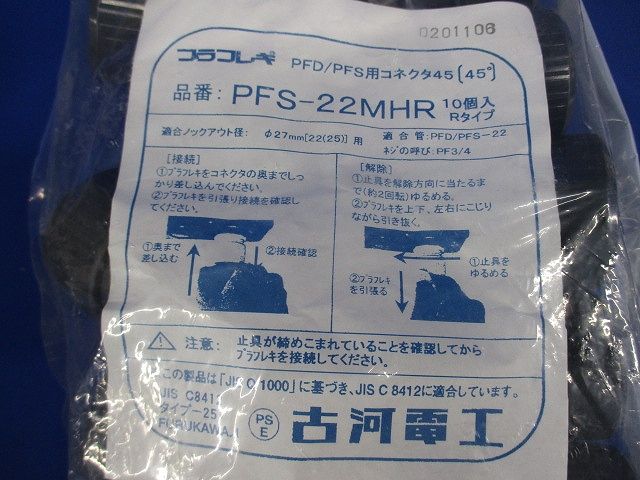 0201106
プラフレキ PFD/PFS用コネクタ45〔45°〕
品番: PFS-22MHR 10個入
Rタイプ
適合ノックアウト径: φ27mm[22(25)] 用
適合管:PFD/PFS-22
ネジの呼び:PF3/4
[接続]
①プラフレキをコネクタの奥までしっ
かり差し込んでください。
②プラフレキを引張り接続を確認し
てください。
①奥まで
差し込む
②接続確認
[解除]
①止具を解除方向に当たるま
で(約2回転)ゆるめる。
②プラフレキを上下、左右にこじり
ながら引き抜く。
①止具を
ゆるめる
②プラフレキ
を引張る
注意: 止具が締めこまれていることを確認してから
プラフレキを接続してください。
この製品は「JIS C 1000」に基づき、JIS C 8412に適合しています。
JIS C8412
タイプ-25
FURUKAWA
PS
E
古河電工